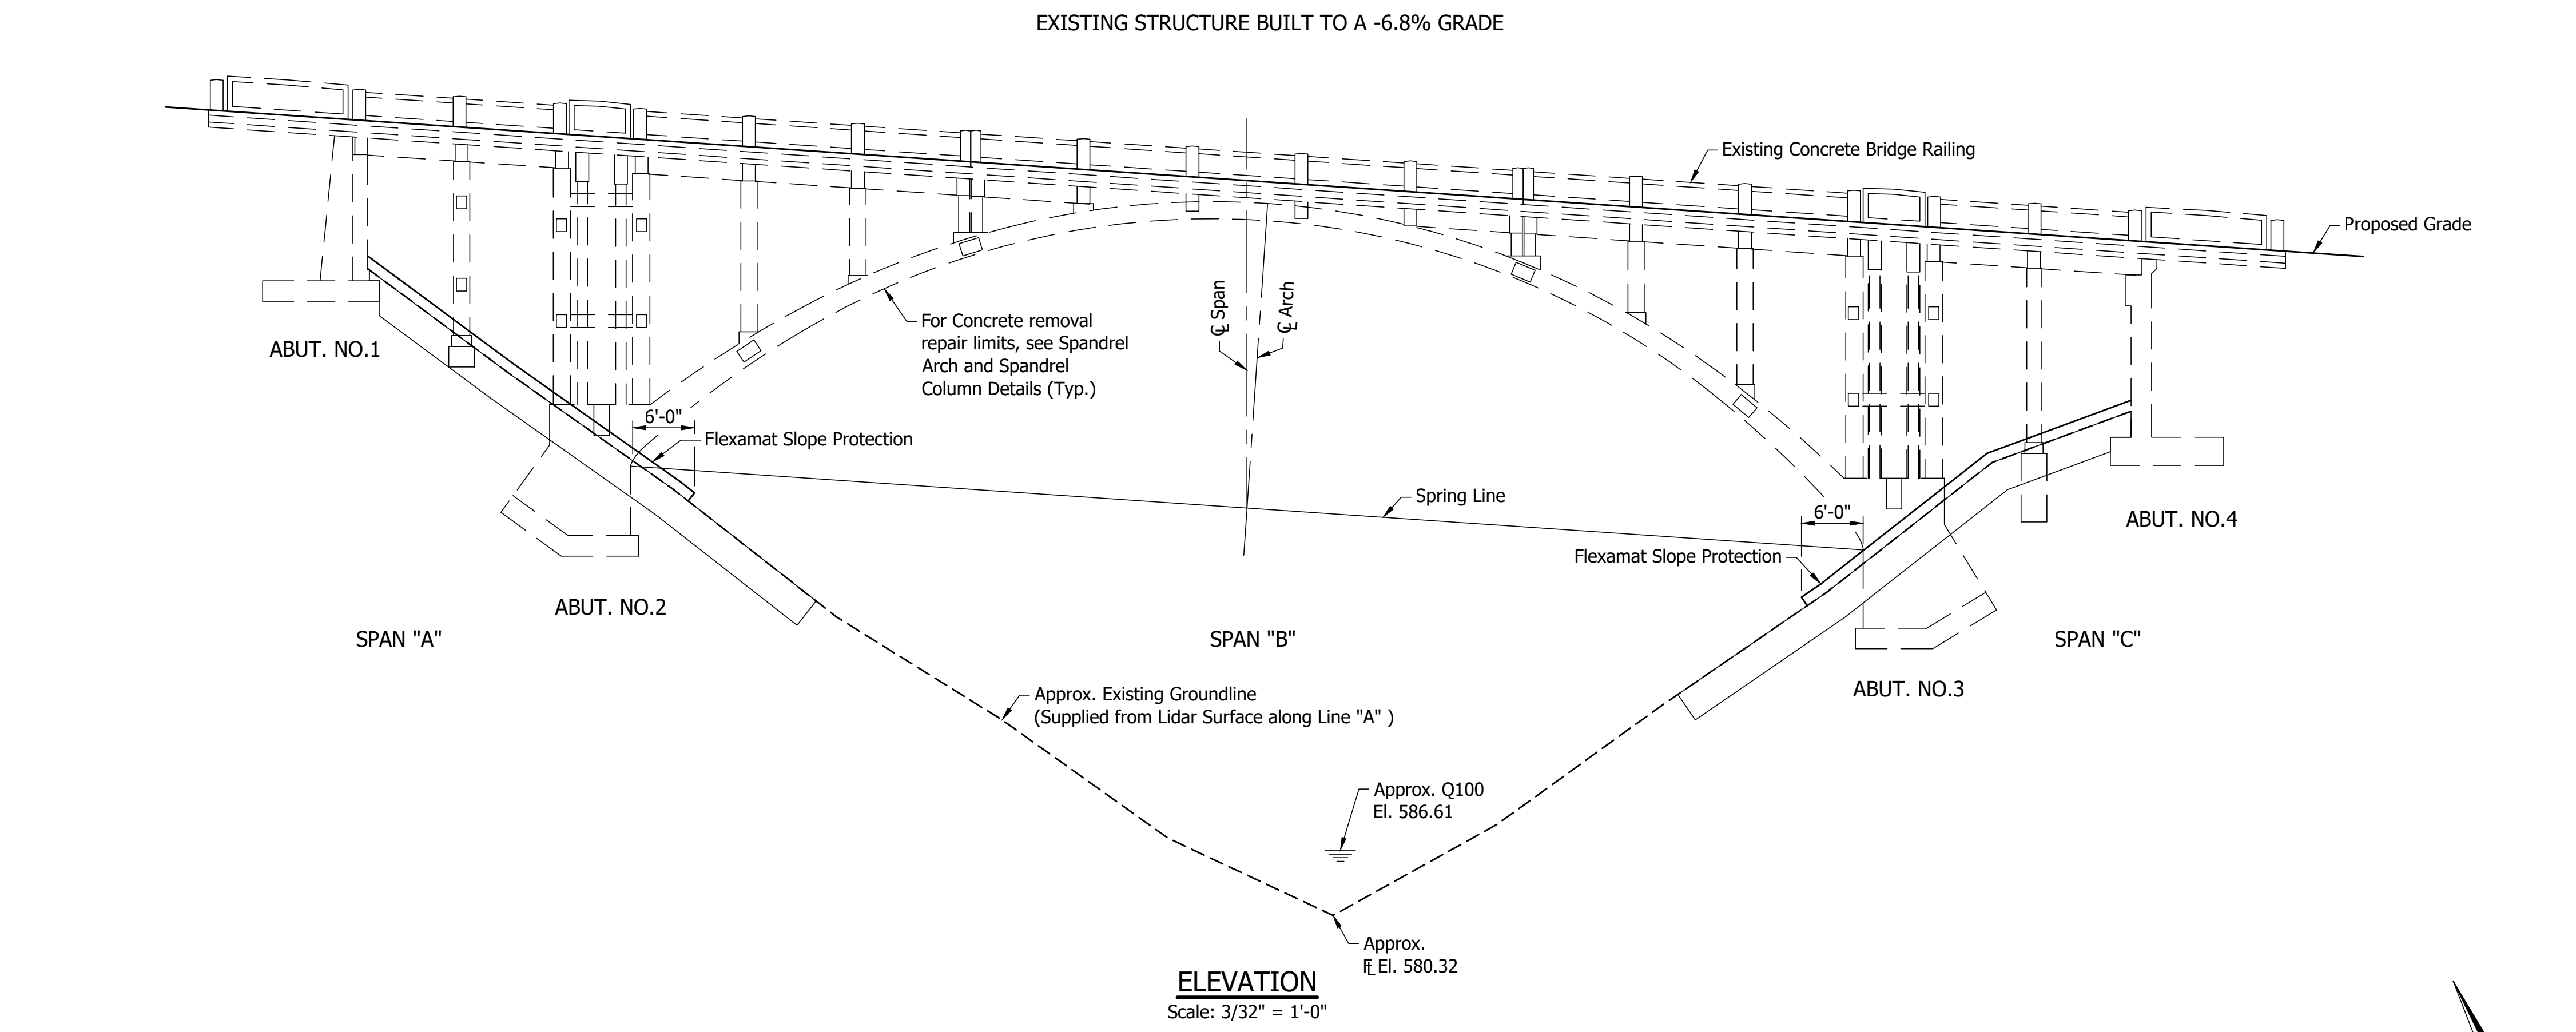 EXISTING STRUCTURE BUILT TO A -6.8% GRADE
Existing Concrete Bridge Railing
Proposed Grade
℄ Span
℄ Arch
For Concrete removal
repair limits, see Spandrel
Arch and Spandrel
Column Details (Typ.)
ABUT. NO.1
6'-0"
Flexamat Slope Protection
Spring Line
6'-0"
ABUT. NO.4
Flexamat Slope Protection
ABUT. NO.2
SPAN "A"
SPAN "B"
SPAN "C"
ABUT. NO.3
Approx. Existing Groundline
(Supplied from Lidar Surface along Line "A" )
Approx. Q100
El. 586.61
Approx.
FL El. 580.32
ELEVATION
Scale: 3/32" = 1'-0"